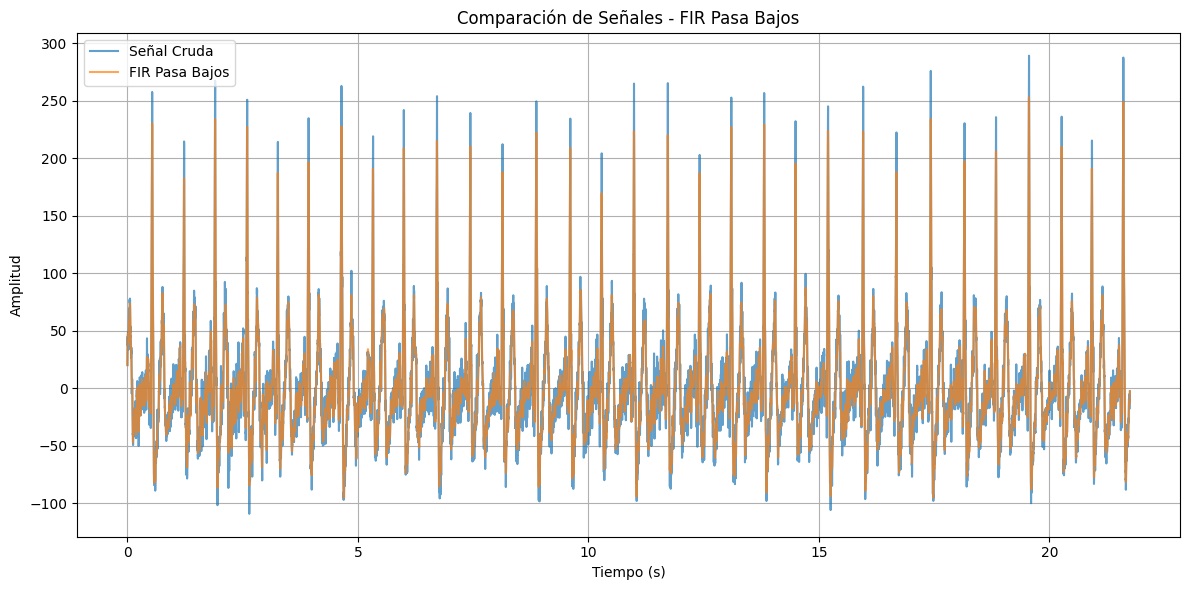 Comparación de Señales - FIR Pasa Bajos
Señal Cruda
FIR Pasa Bajos
300
250
200
150
100
50
0
−50
−100
Amplitud
0
5
10
15
20
Tiempo (s)